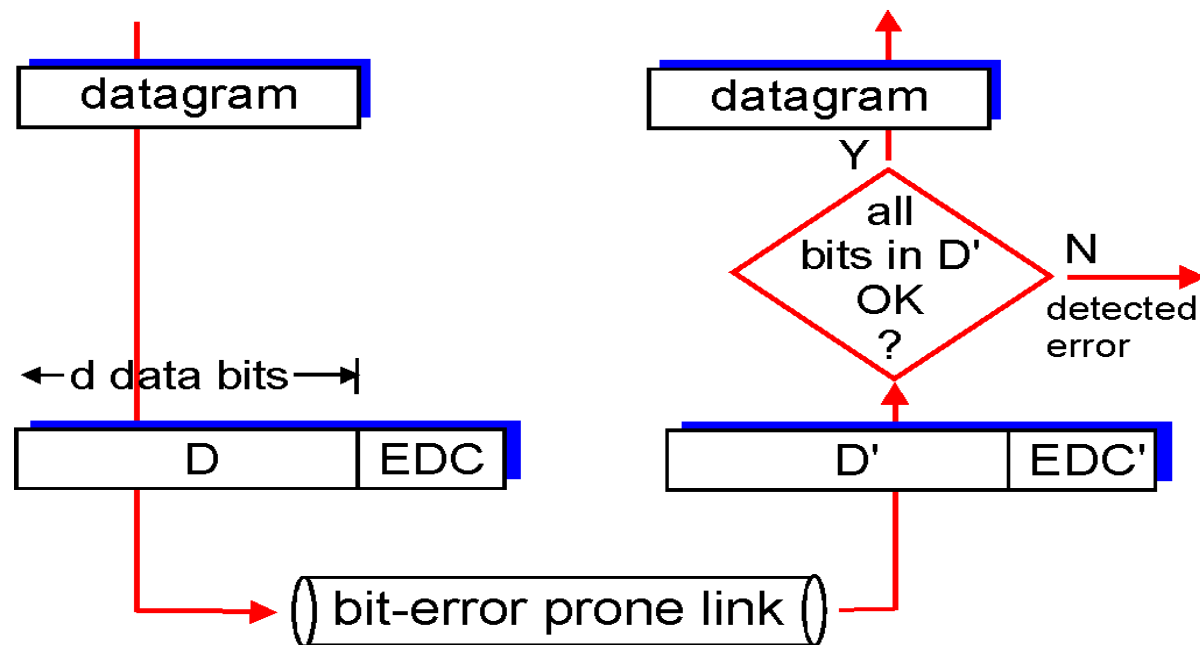 datagram
d data bits
D
EDC
bit-error prone link
datagram
Y
all
bits in D'
OK
?
N
detected
error
D'
EDC'